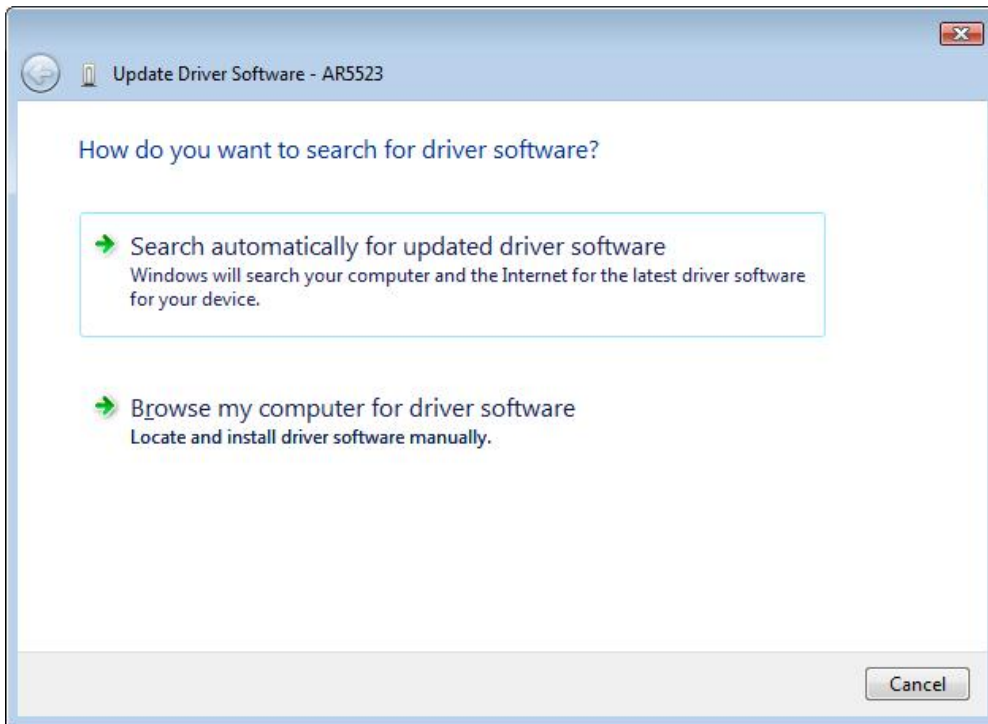 Update Driver Software - AR5523
How do you want to search for driver software?
Search automatically for updated driver software
Windows will search your computer and the Internet for the latest driver software
for your device.
Browse my computer for driver software
Locate and install driver software manually.
Cancel